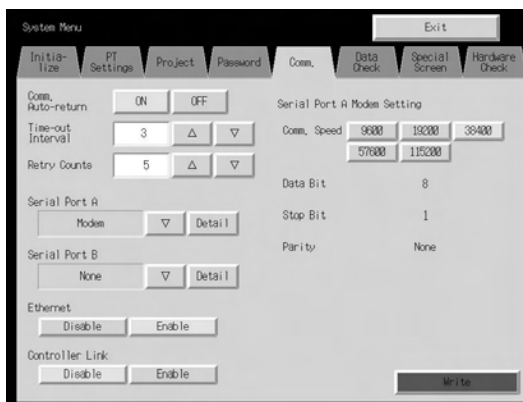 System Menu
Exit
Initia-
lize
PT
Settings
Project
Password
Comm.
Data
Check
Special
Screen
Hardware
Check
Comm.
Auto-return
ON
OFF
Time-out
Interval
3
△
▽
Retry Counts
5
△
▽
Serial Port A
Modem
▽
Detail
Serial Port B
None
▽
Detail
Ethernet
Disable
Enable
Controller Link
Disable
Enable
Serial Port A Modem Setting
Comm. Speed
9600
19200
38400
57600
115200
Data Bit
8
Stop Bit
1
Parity
None
Write